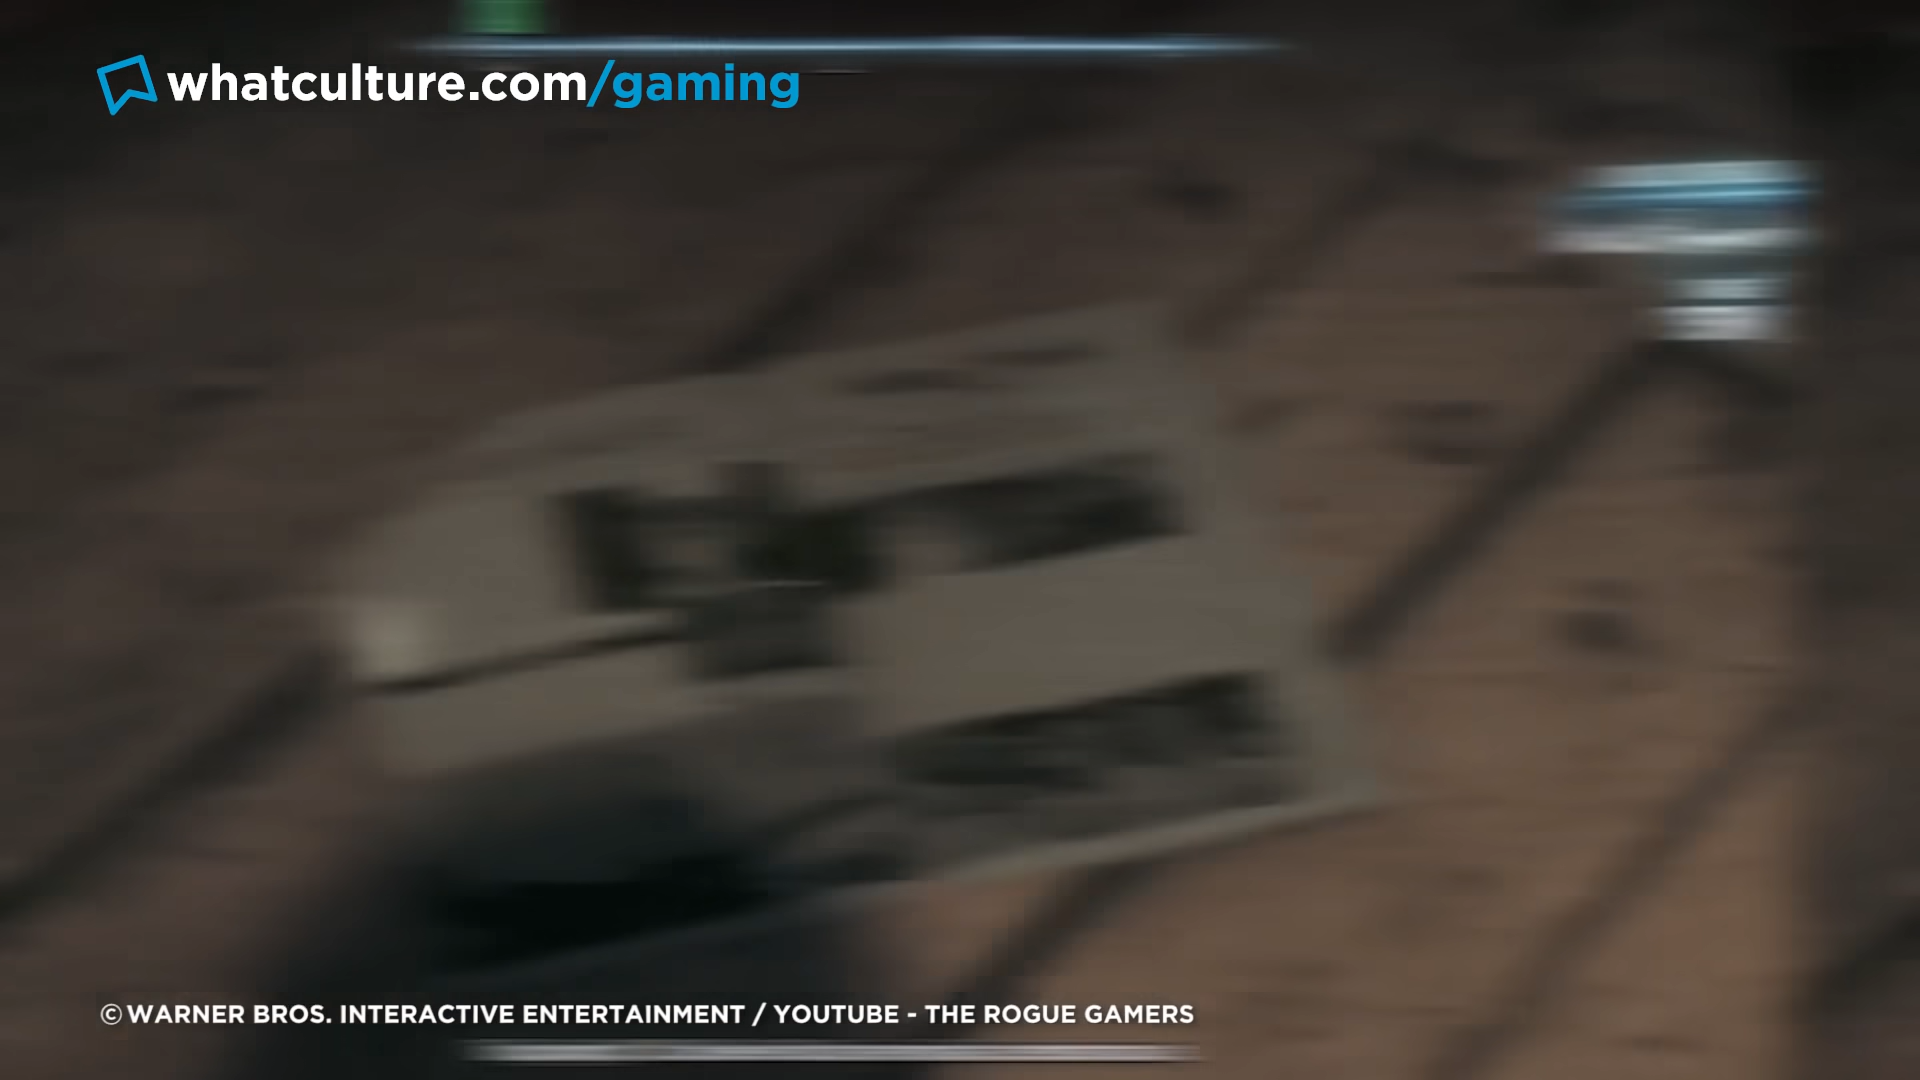 whatculture.com/gaming
© WARNER BROS. INTERACTIVE ENTERTAINMENT / YOUTUBE - THE ROGUE GAMERS